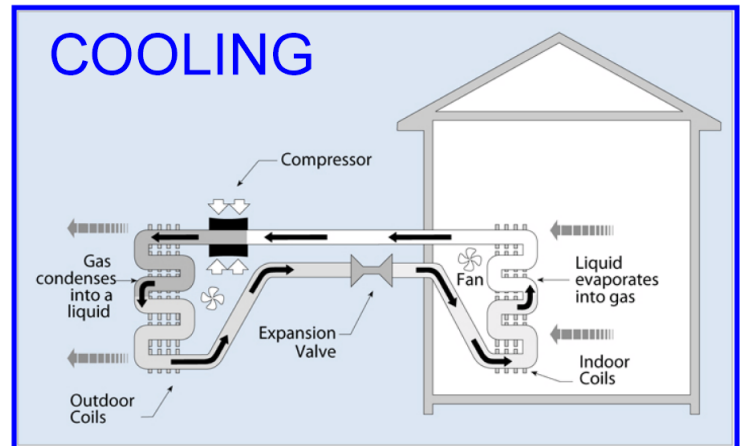 COOLING
Compressor
Gas
condenses
into a
liquid
Fan
Liquid
evaporates
into gas
Expansion
Valve
Indoor
Coils
Outdoor
Coils